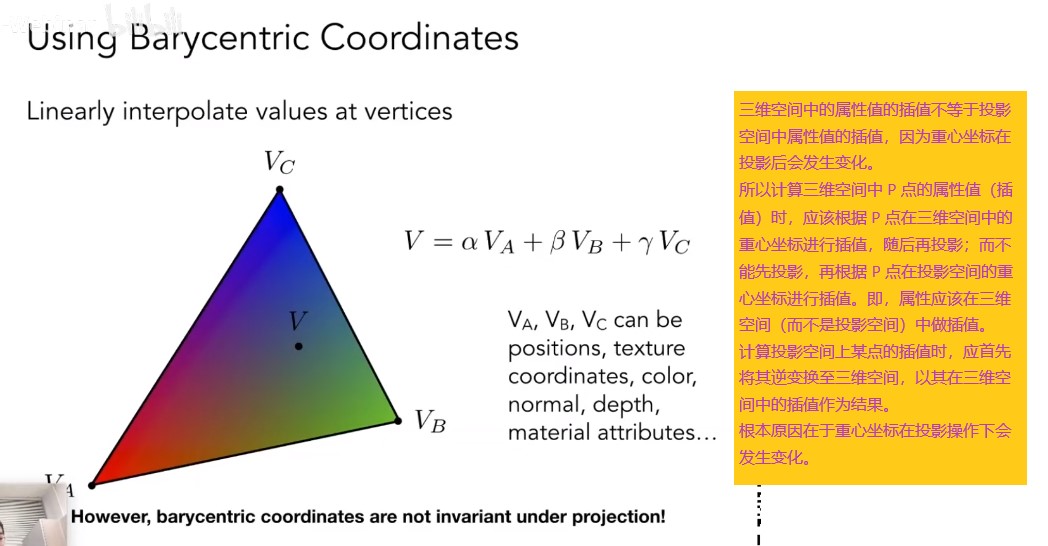 Using Barycentric Coordinates
Linearly interpolate values at vertices
V_C
V = α V_A + β V_B + γ V_C
V
V_A, V_B, V_C can be
positions, texture
coordinates, color,
normal, depth,
material attributes…
V_B
V_A
However, barycentric coordinates are not invariant under projection!
三维空间中的属性值的插值不等于投影
空间中属性值的插值，因为重心坐标在
投影后会发生变化。
所以计算三维空间中 P 点的属性值（插
值）时，应该根据 P 点在三维空间中的
重心坐标进行插值，随后再投影；而不
能先投影，再根据 P 点在投影空间的重
心坐标进行插值。即，属性应该在三维
空间（而不是投影空间）中做插值。
计算投影空间上某点的插值时，应首先
将其逆变换至三维空间，以其在三维空
间中的插值作为结果。
根本原因在于重心坐标在投影操作下会
发生变化。